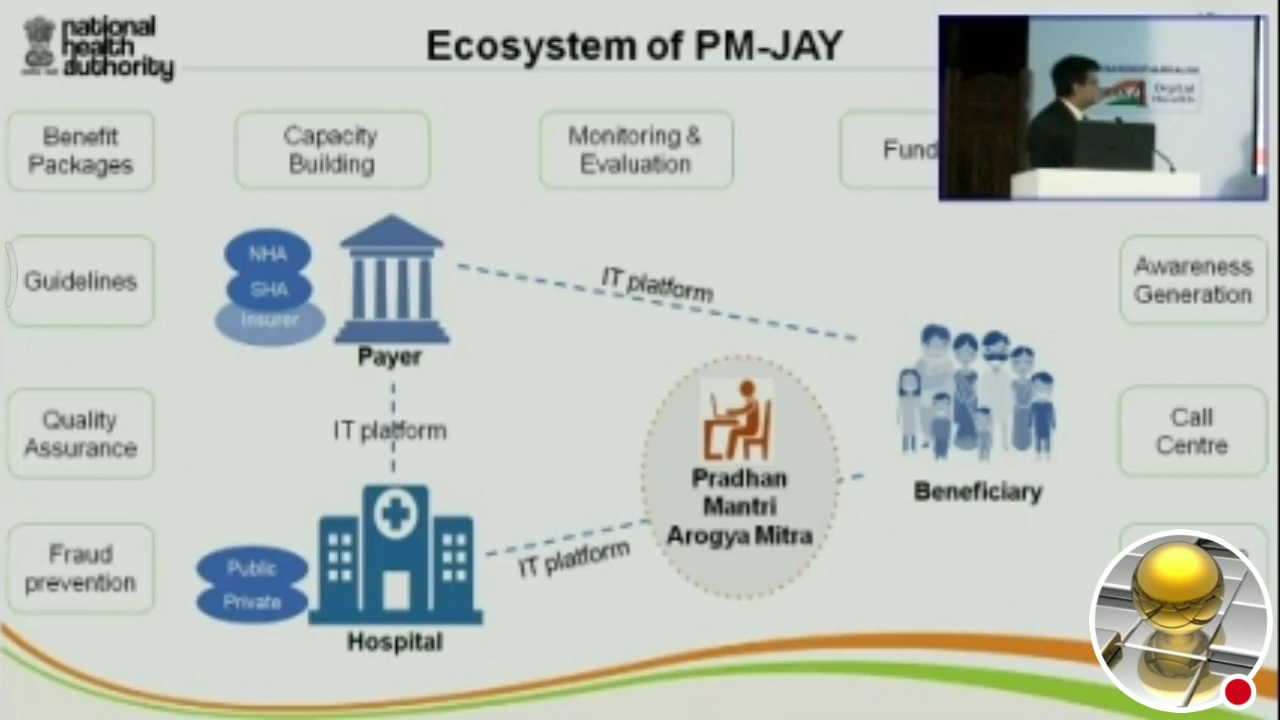 national
health
authority
Ecosystem of PM-JAY
Benefit
Packages
Capacity
Building
Monitoring &
Evaluation
Fund
Digital
Health
Guidelines
NHA
SHA
Insurer
Payer
IT platform
Awareness
Generation
IT platform
Quality
Assurance
Call
Centre
Pradhan
Mantri
Arogya Mitra
Beneficiary
Fraud
prevention
Public
Private
IT platform
Hospital